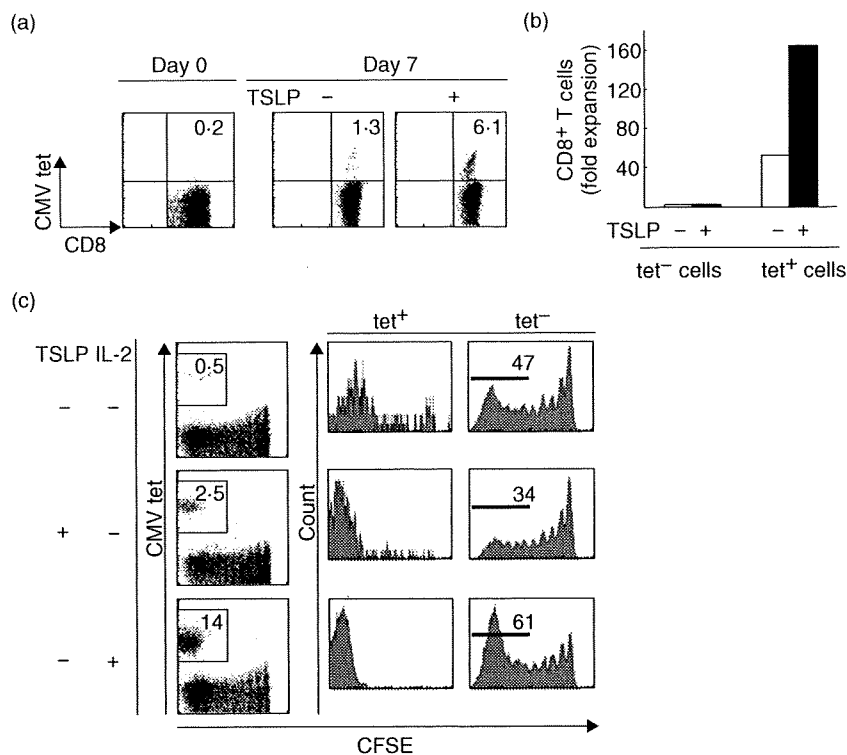 (a)
Day 0
Day 7
TSLP − +
0·2
1·3
6·1
CMV tet
CD8
(b)
160
120
80
40
CD8+ T cells
(fold expansion)
TSLP − + − +
tet− cells
tet+ cells
(c)
TSLP IL-2
tet+
tet−
− −
0·5
47
+ −
2·5
34
− +
14
61
CMV tet
Count
CFSE